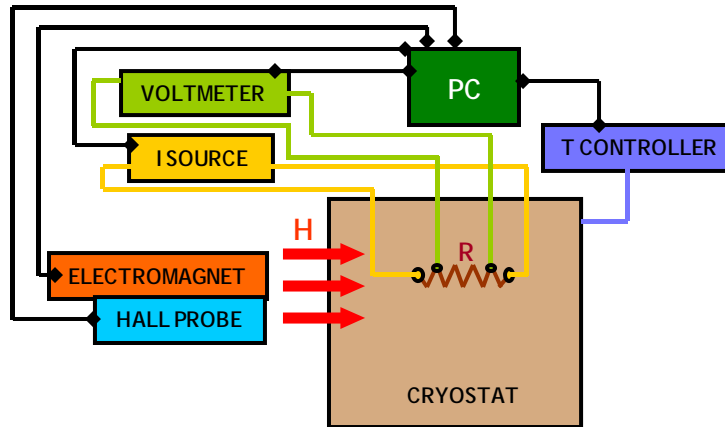 VOLTMETER
PC
I SOURCE
T CONTROLLER
H
R
ELECTROMAGNET
HALL PROBE
CRYOSTAT